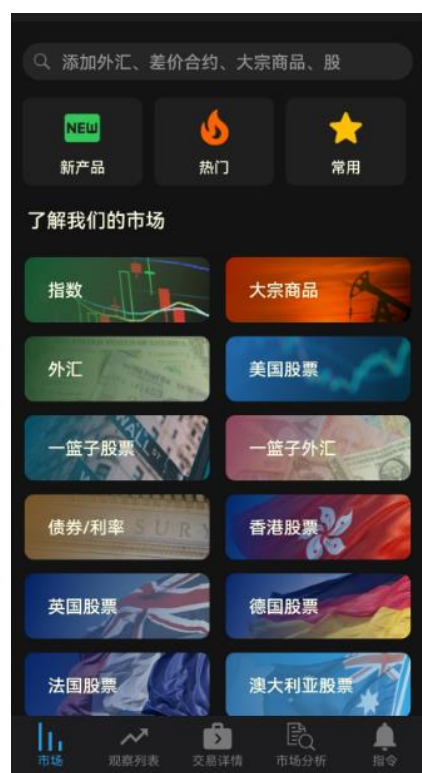 添加外汇、差价合约、大宗商品、股
NEW
新产品
热门
常用
了解我们的市场
指数
大宗商品
外汇
美国股票
一篮子股票
一篮子外汇
债券/利率
香港股票
英国股票
德国股票
法国股票
澳大利亚股票
市场
观察列表
交易详情
市场分析
指令